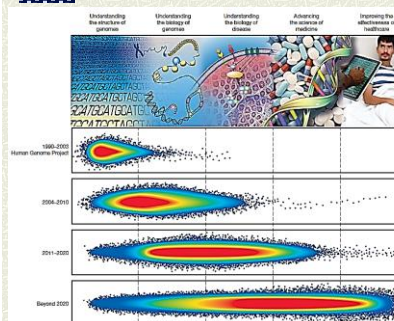 Understanding
the structure of
genomes
Understanding
the biology of
genomes
Understanding
the biology of
disease
Advancing
the science of
medicine
Improving the
effectiveness of
healthcare
1990–2003
Human Genome Project
2004–2010
2011–2020
Beyond 2020